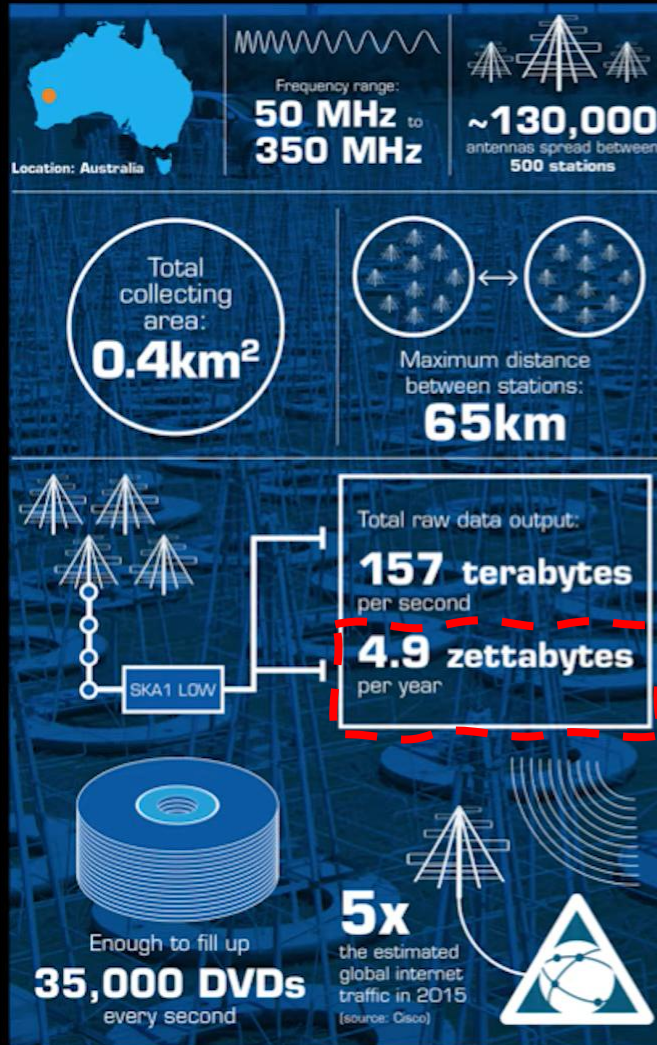 Location: Australia
Frequency range:
50 MHz to
350 MHz
~130,000
antennas spread between
500 stations
Total
collecting
area:
0.4km²
Maximum distance
between stations:
65km
SKA1 LOW
Total raw data output:
157 terabytes
per second
4.9 zettabytes
per year
Enough to fill up
35,000 DVDs
every second
5x
the estimated
global internet
traffic in 2015
(source: Cisco)